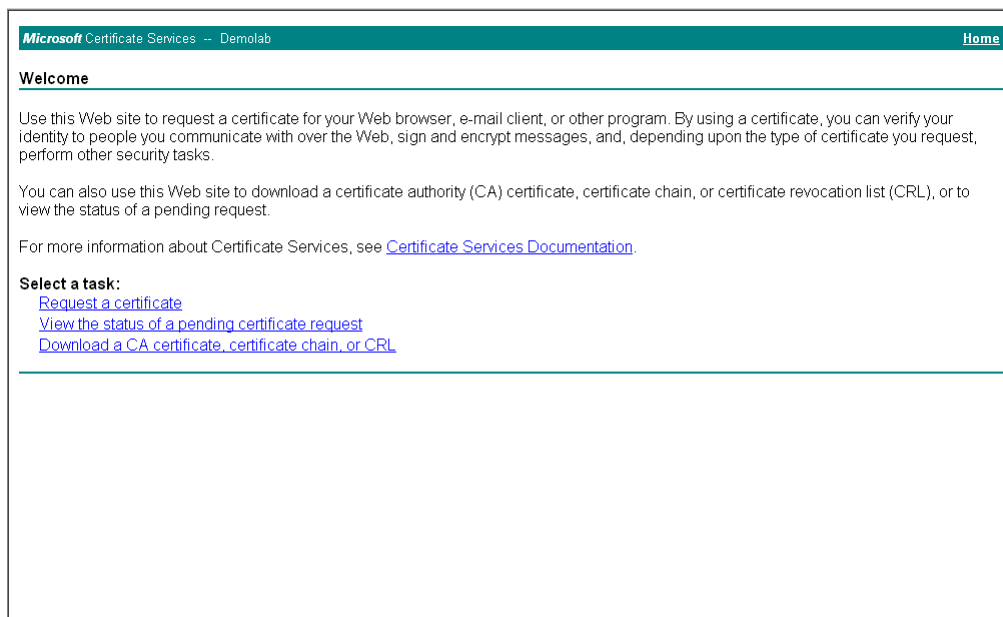 Microsoft Certificate Services -- Demolab Home
Welcome
Use this Web site to request a certificate for your Web browser, e-mail client, or other program. By using a certificate, you can verify your
identity to people you communicate with over the Web, sign and encrypt messages, and, depending upon the type of certificate you request,
perform other security tasks.
You can also use this Web site to download a certificate authority (CA) certificate, certificate chain, or certificate revocation list (CRL), or to
view the status of a pending request.
For more information about Certificate Services, see Certificate Services Documentation.
Select a task:
Request a certificate
View the status of a pending certificate request
Download a CA certificate, certificate chain, or CRL